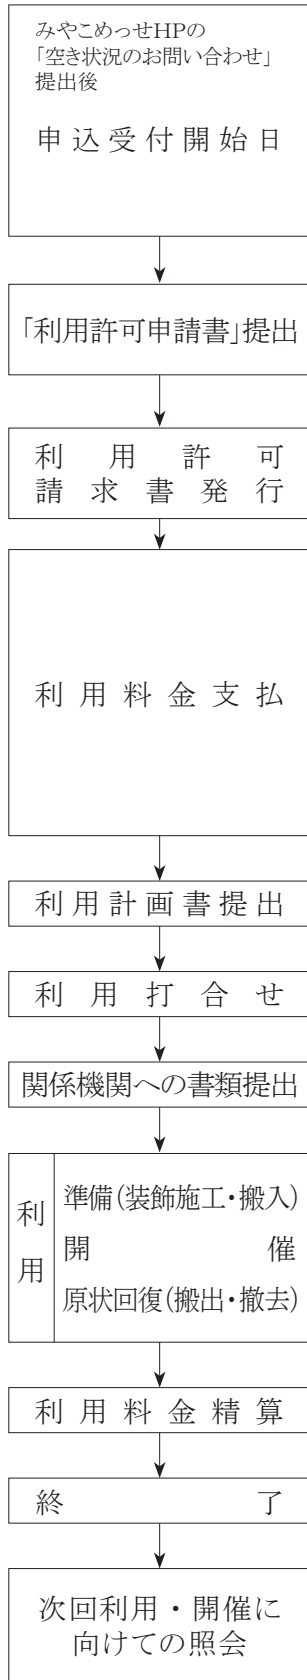 みやこめっせHPの
「空き状況のお問い合わせ」
提出後
申込受付開始日
「利用許可申請書」提出
利用許可
請求書発行
利用料金支払
利用計画書提出
利用打合せ
関係機関への書類提出
利用
準備(装飾施工・搬入)
開催
原状回復(搬出・撤去)
利用料金精算
終了
次回利用・開催に
向けての照会